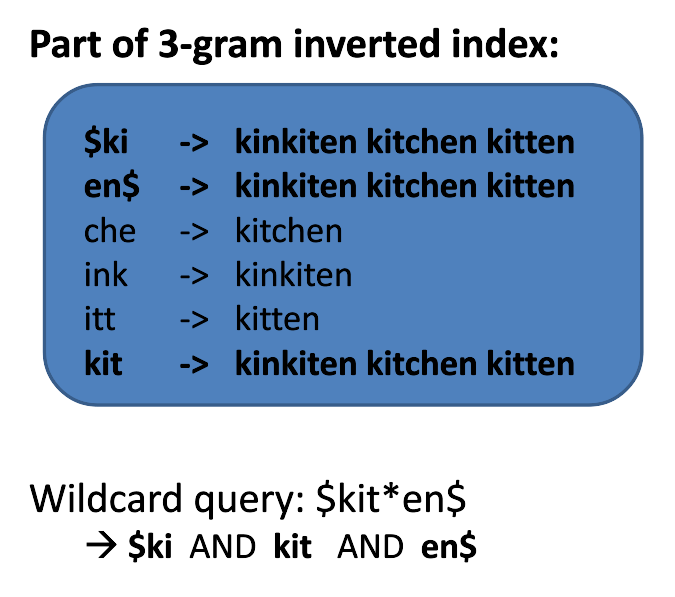 Part of 3-gram inverted index:
$ki -> kinkiten kitchen kitten
en$ -> kinkiten kitchen kitten
che -> kitchen
ink -> kinkiten
itt -> kitten
kit -> kinkiten kitchen kitten
Wildcard query: $kit*en$
→ $ki AND kit AND en$